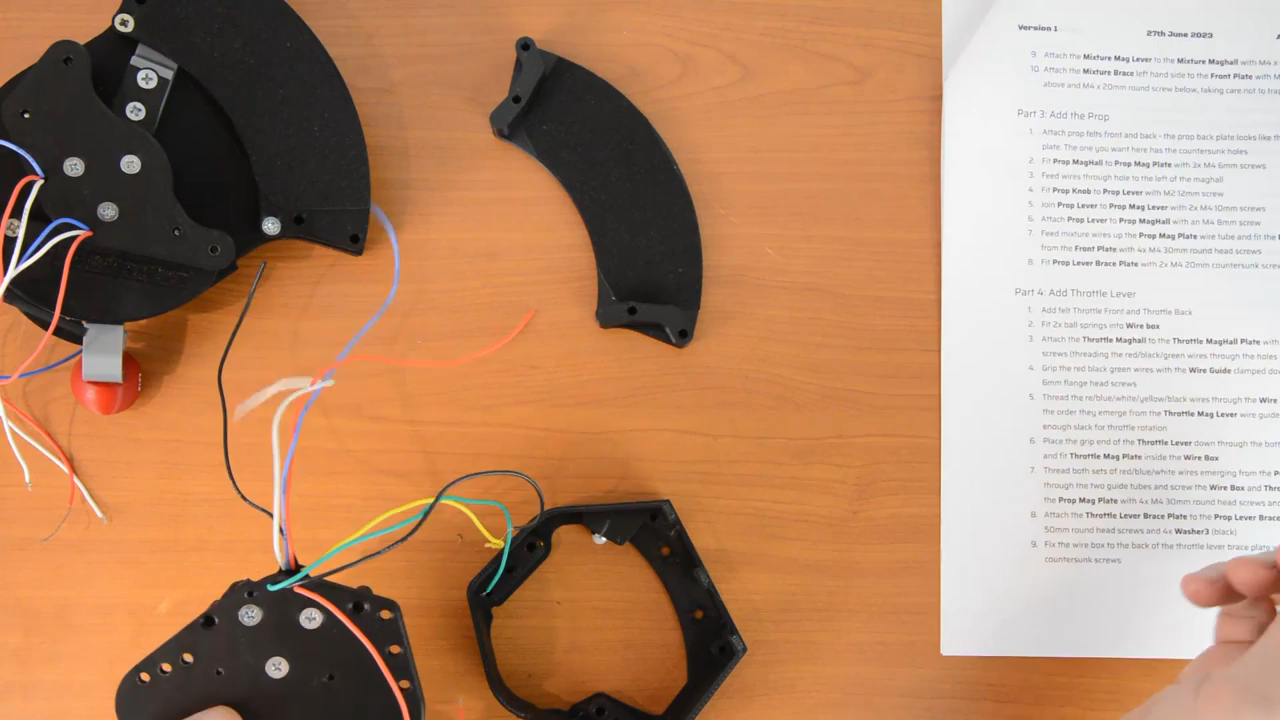 Version 1
27th June 2023
9. Attach the Mixture Mag Lever to the Mixture Maghall with M4 x
10. Attach the Mixture Brace left hand side to the Front Plate with
above and M4 x 20mm round screw below, taking care not to
Part 3: Add the Prop
1. Attach prop felts front and back - the prop back plate looks like
plate. The one you want here has the countersunk holes
2. Fit Prop MagHall to Prop Mag Plate with 3x M4 6mm screws
3. Feed wires through hole to the left of the maghall
4. Fit Prop Knob to Prop Lever with M2 12mm screw
5. Join Prop Lever to Prop Mag Lever with 2x M4 10mm screws
6. Attach Prop Lever to Prop MagHall with an M4 8mm screw
7. Feed mixture wires up the Prop Mag Plate wire tube and fit the
from the Front Plate with 4x M4 30mm round head screws
8. Fit Prop Lever Brace Plate with 2x M4 20mm countersunk
Part 4: Add Throttle Lever
1. Add felt Throttle Front and Throttle Back
2. Fit 2x ball springs into Wire box
3. Attach the Throttle Maghall to the Throttle MagHall Plate with
screws (threading the red/black/green wires through the holes
4. Grip the red black green wires with the Wire Guide clamped
6mm flange head screws
5. Thread the re/blue/white/yellow/black wires through the Wire
the order they emerge from the Throttle Mag Lever wire guide
enough slack for throttle rotation
6. Place the grip end of the Throttle Lever down through the
and fit Throttle Mag Plate inside the Wire Box
7. Thread both sets of red/blue/white wires emerging from the
through the two guide tubes and screw the Wire Box and
the Prop Mag Plate with 4x M4 30mm round head screws and
8. Attach the Throttle Lever Brace Plate to the Prop Lever
50mm round head screws and 4x Washer3 (black)
9. Fix the wire box to the back of the throttle lever brace plate
countersunk screws